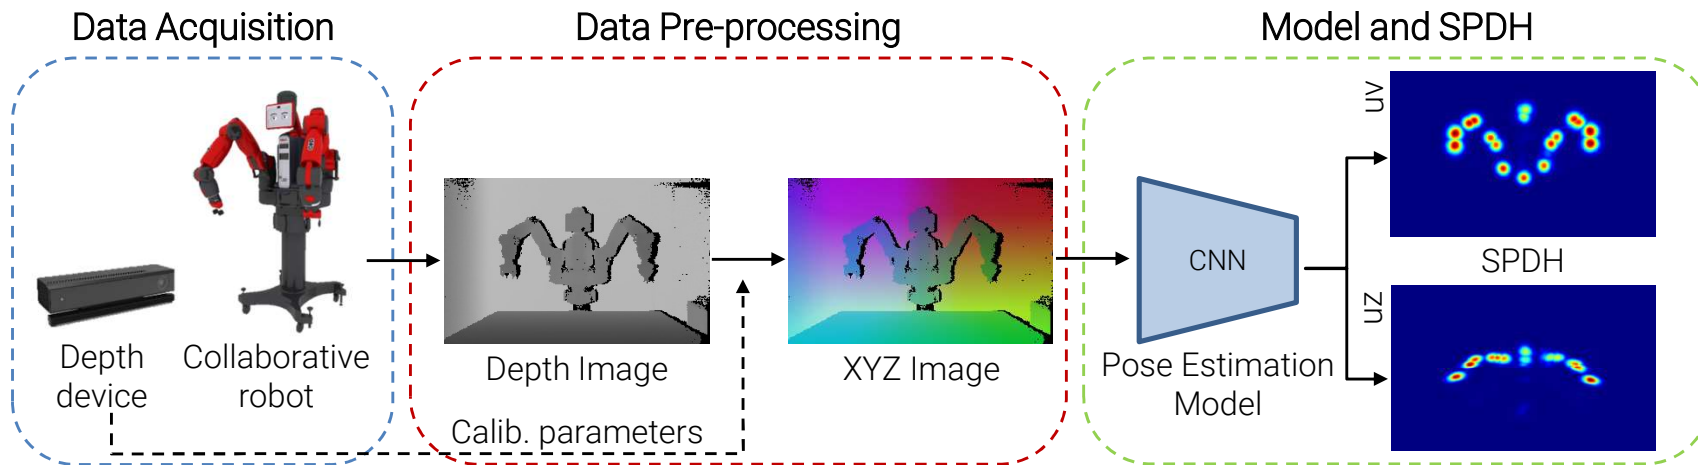 Data Acquisition
Data Pre-processing
Model and SPDH
Depth
device
Collaborative
robot
Depth Image
XYZ Image
Calib. parameters
CNN
Pose Estimation
Model
uv
SPDH
uz